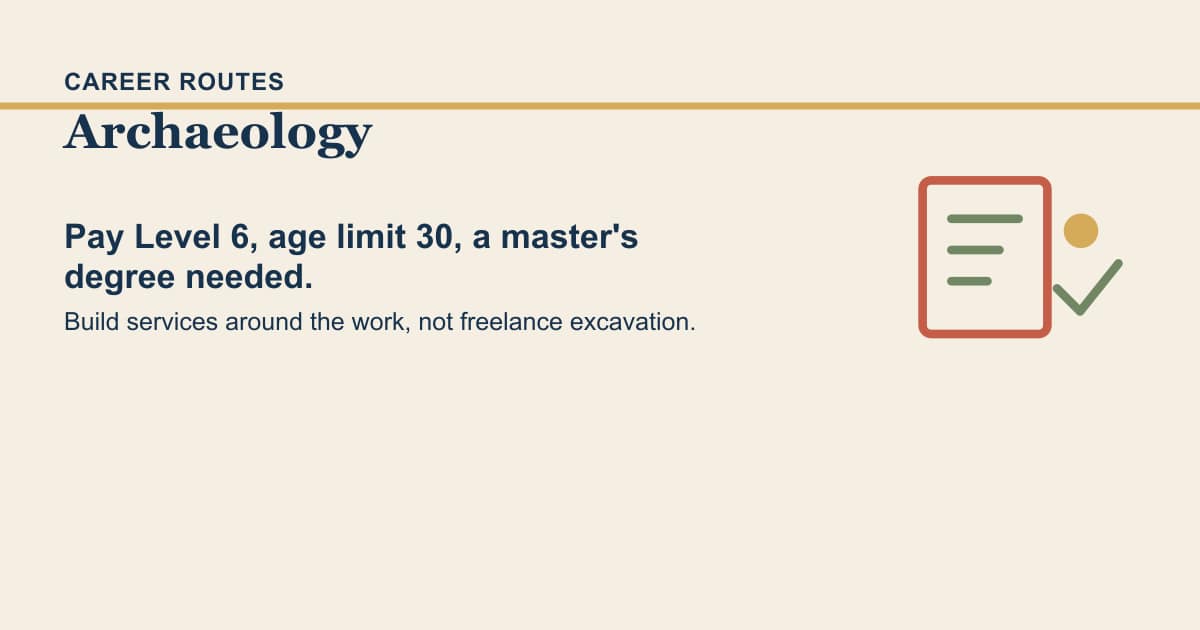 CAREER ROUTES
Archaeology
Pay Level 6, age limit 30, a master's
degree needed.
Build services around the work, not freelance excavation.